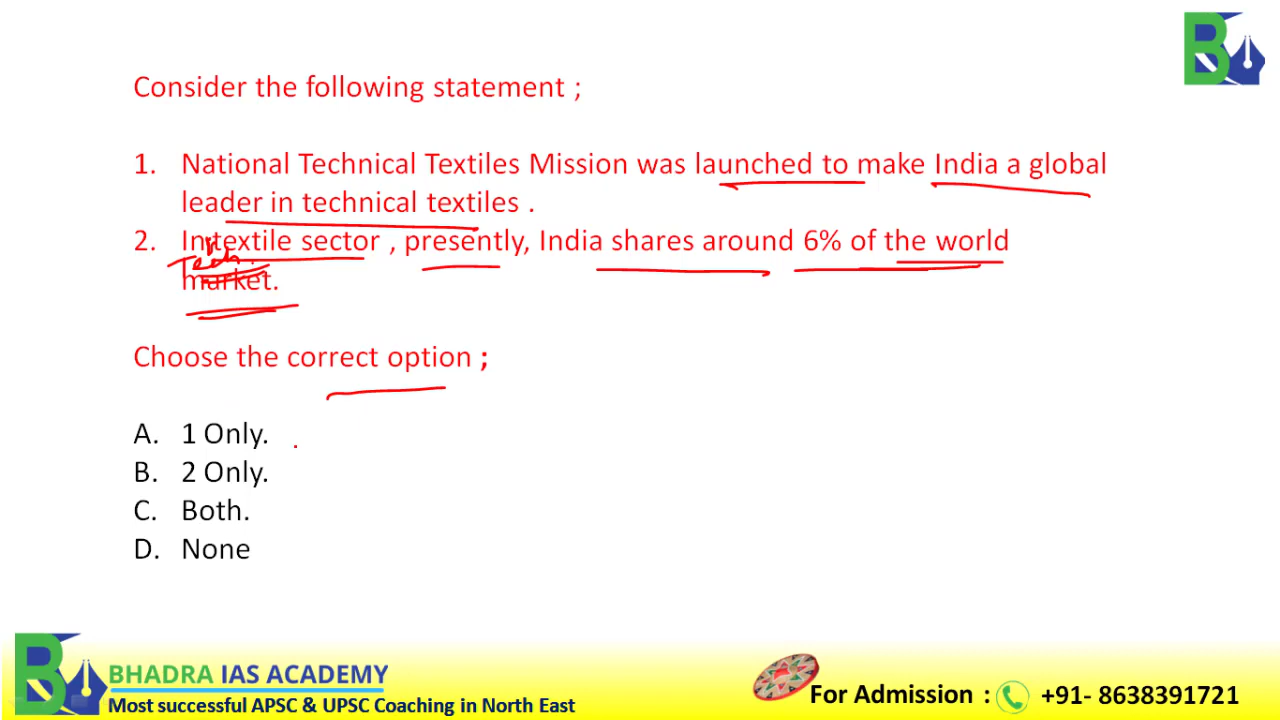 Consider the following statement ;
1. National Technical Textiles Mission was launched to make India a global
leader in technical textiles .
2. In textile sector , presently, India shares around 6% of the world
Tech.
market.
Choose the correct option ;
A. 1 Only.
B. 2 Only.
C. Both.
D. None
BHADRA IAS ACADEMY
Most successful APSC & UPSC Coaching in North East
For Admission : +91- 8638391721